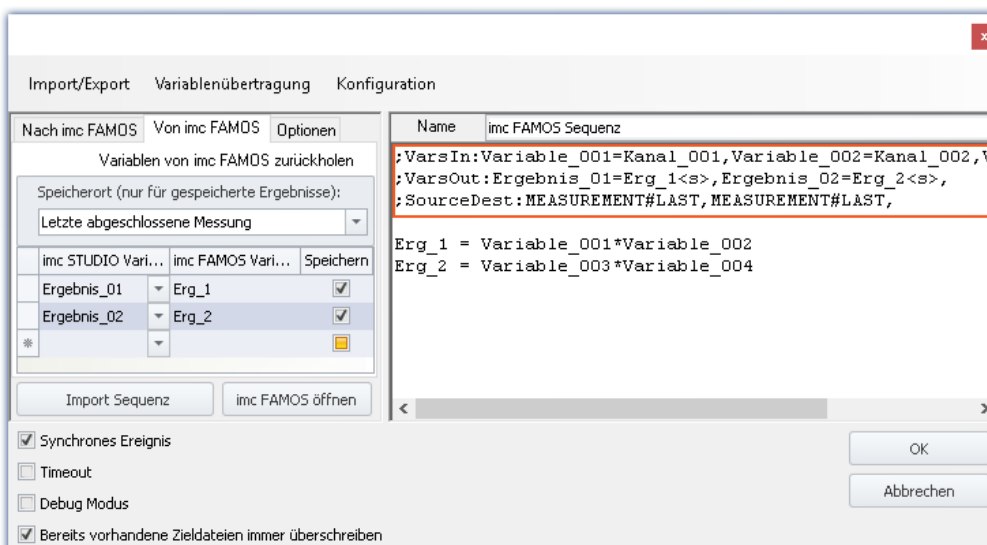 x
Import/Export Variablenübertragung Konfiguration
Nach imc FAMOS Von imc FAMOS Optionen
Variablen von imc FAMOS zurückholen
Speicherort (nur für gespeicherte Ergebnisse):
Letzte abgeschlossene Messung
imc STUDIO Vari... imc FAMOS Vari... Speichern
Ergebnis_01 Erg_1
Ergebnis_02 Erg_2
Import Sequenz imc FAMOS öffnen
Name imc FAMOS Sequenz
;VarsIn:Variable_001=Kanal_001,Variable_002=Kanal_002,V
;VarsOut:Ergebnis_01=Erg_1<s>,Ergebnis_02=Erg_2<s>,
;SourceDest:MEASUREMENT#LAST,MEASUREMENT#LAST,
Erg_1 = Variable_001*Variable_002
Erg_2 = Variable_003*Variable_004
Synchrones Ereignis
Timeout
Debug Modus
Bereits vorhandene Zieldateien immer überschreiben
OK
Abbrechen